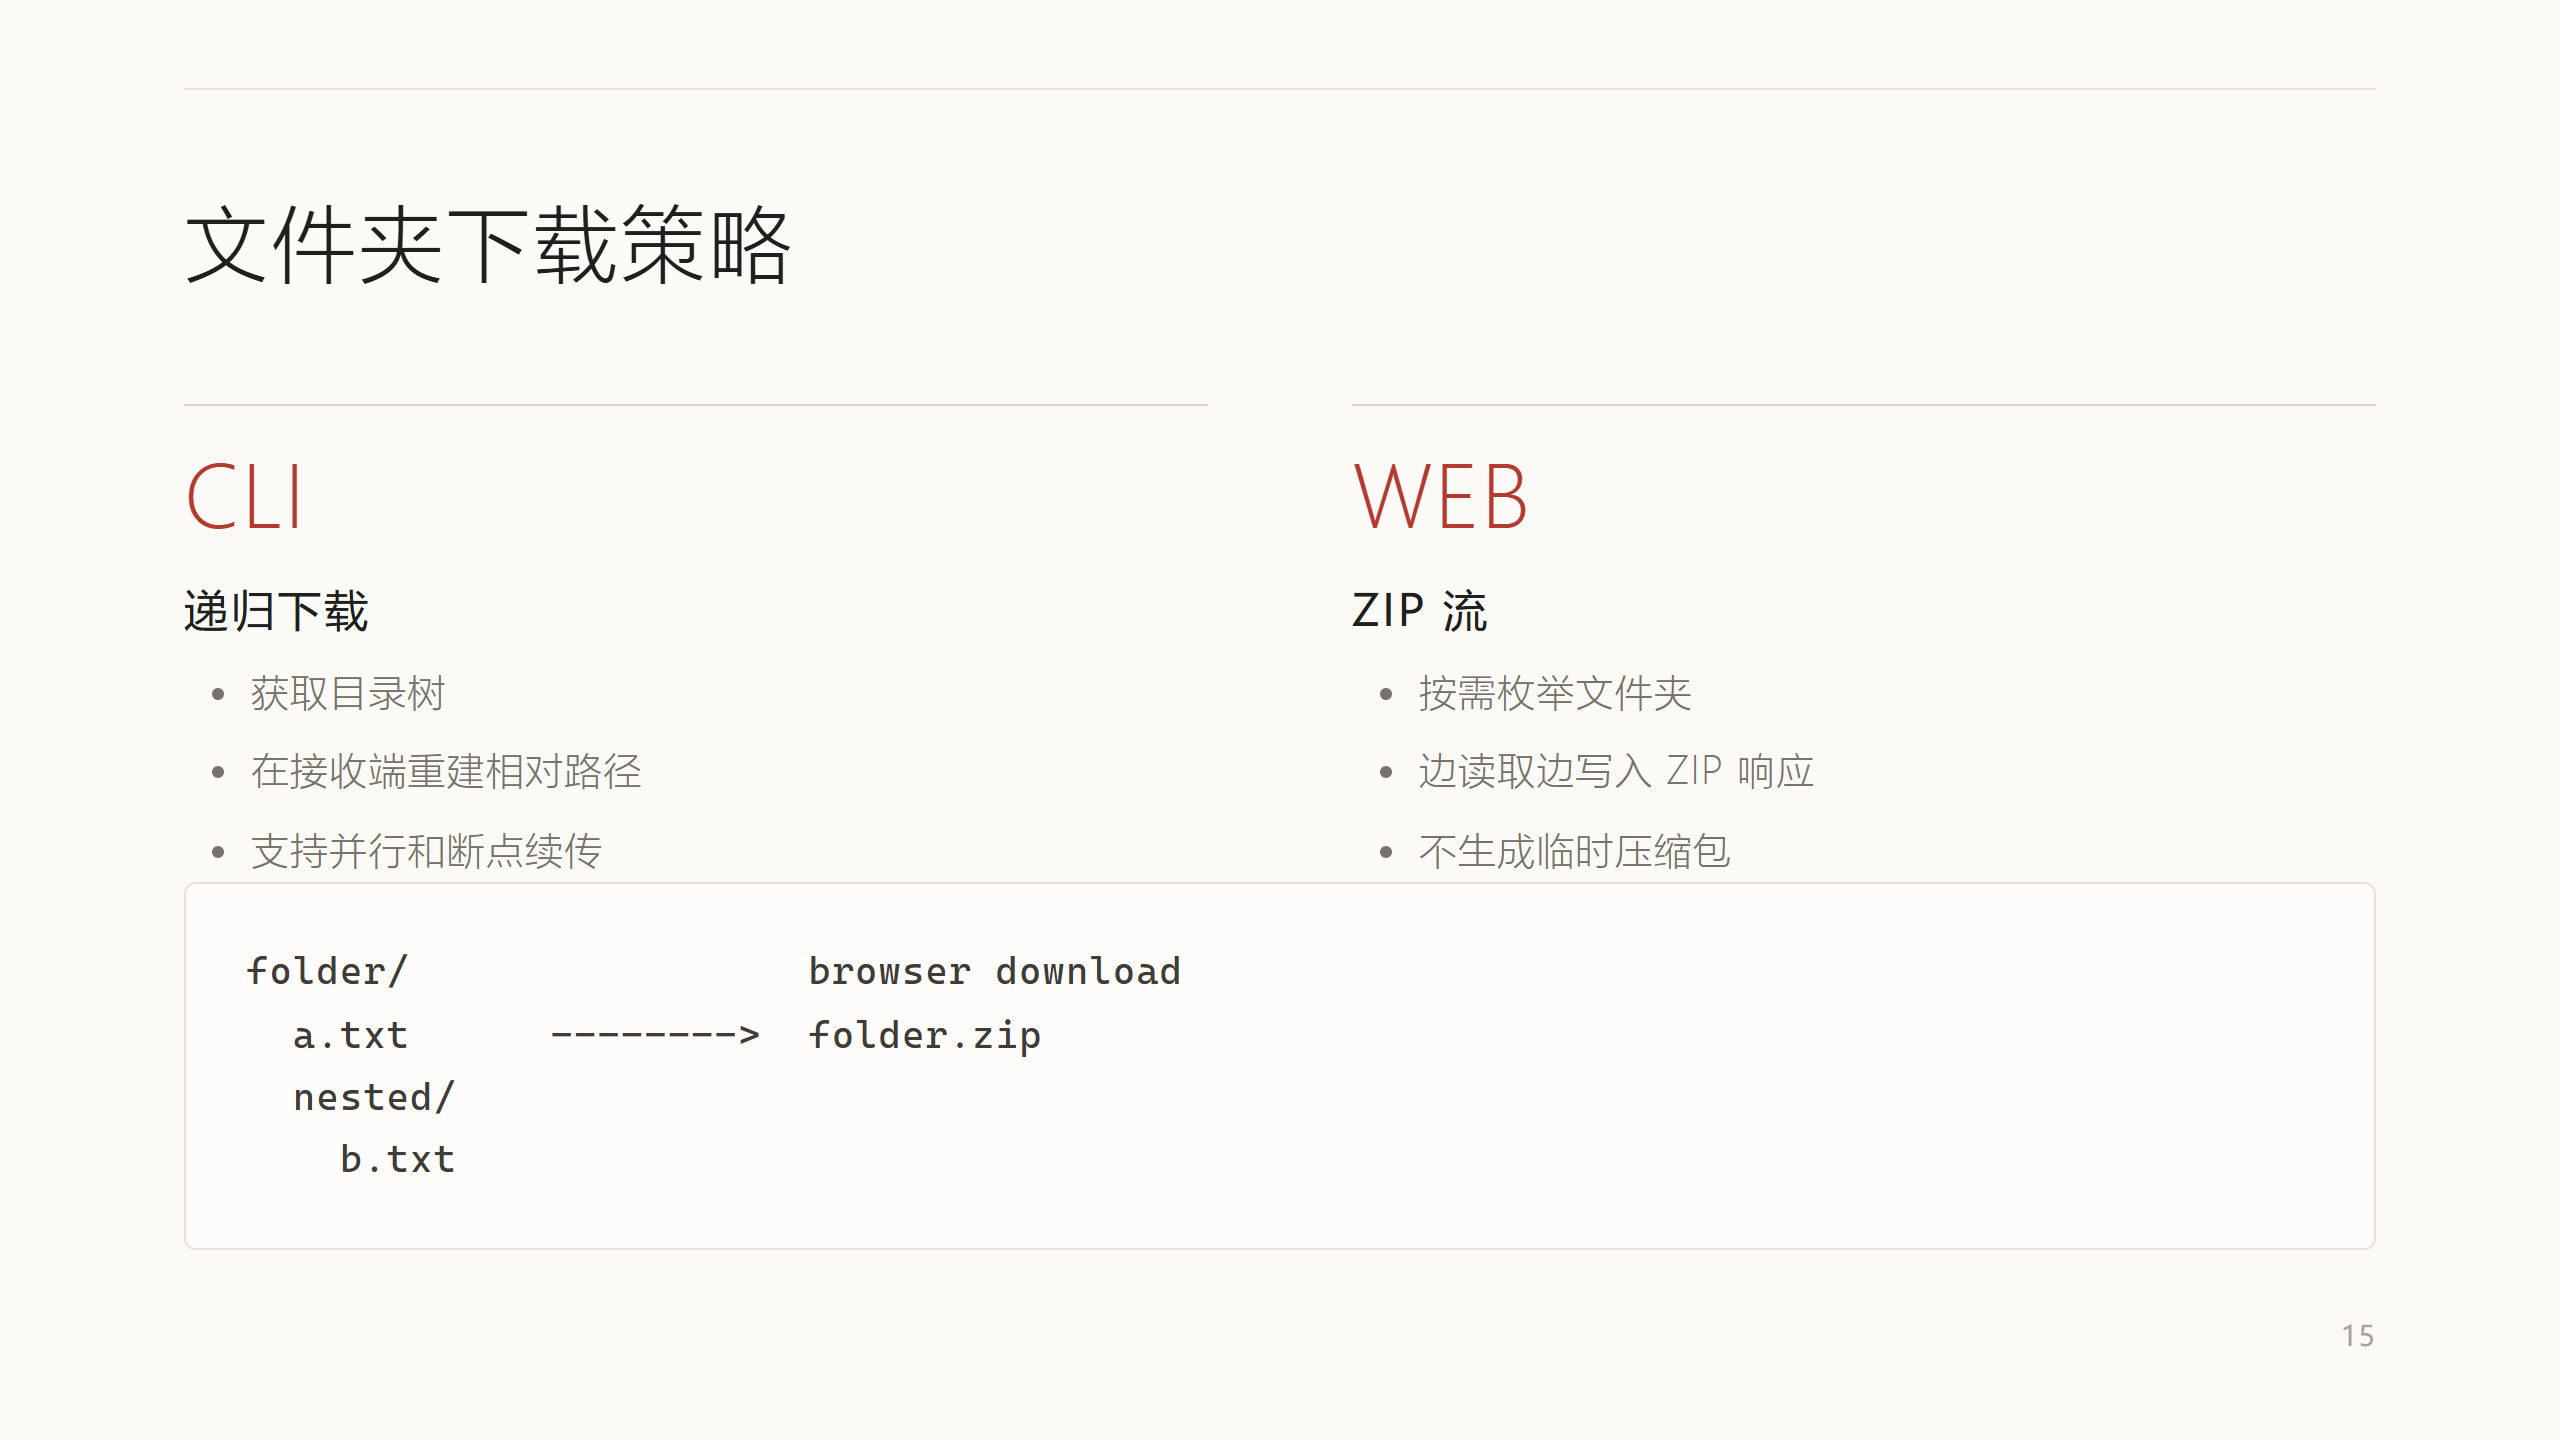 文件夹下载策略
CLI
递归下载
• 获取目录树
• 在接收端重建相对路径
• 支持并行和断点续传
WEB
ZIP 流
• 按需枚举文件夹
• 边读取边写入 ZIP 响应
• 不生成临时压缩包
folder/                 browser download
  a.txt      --------->  folder.zip
  nested/
    b.txt
15